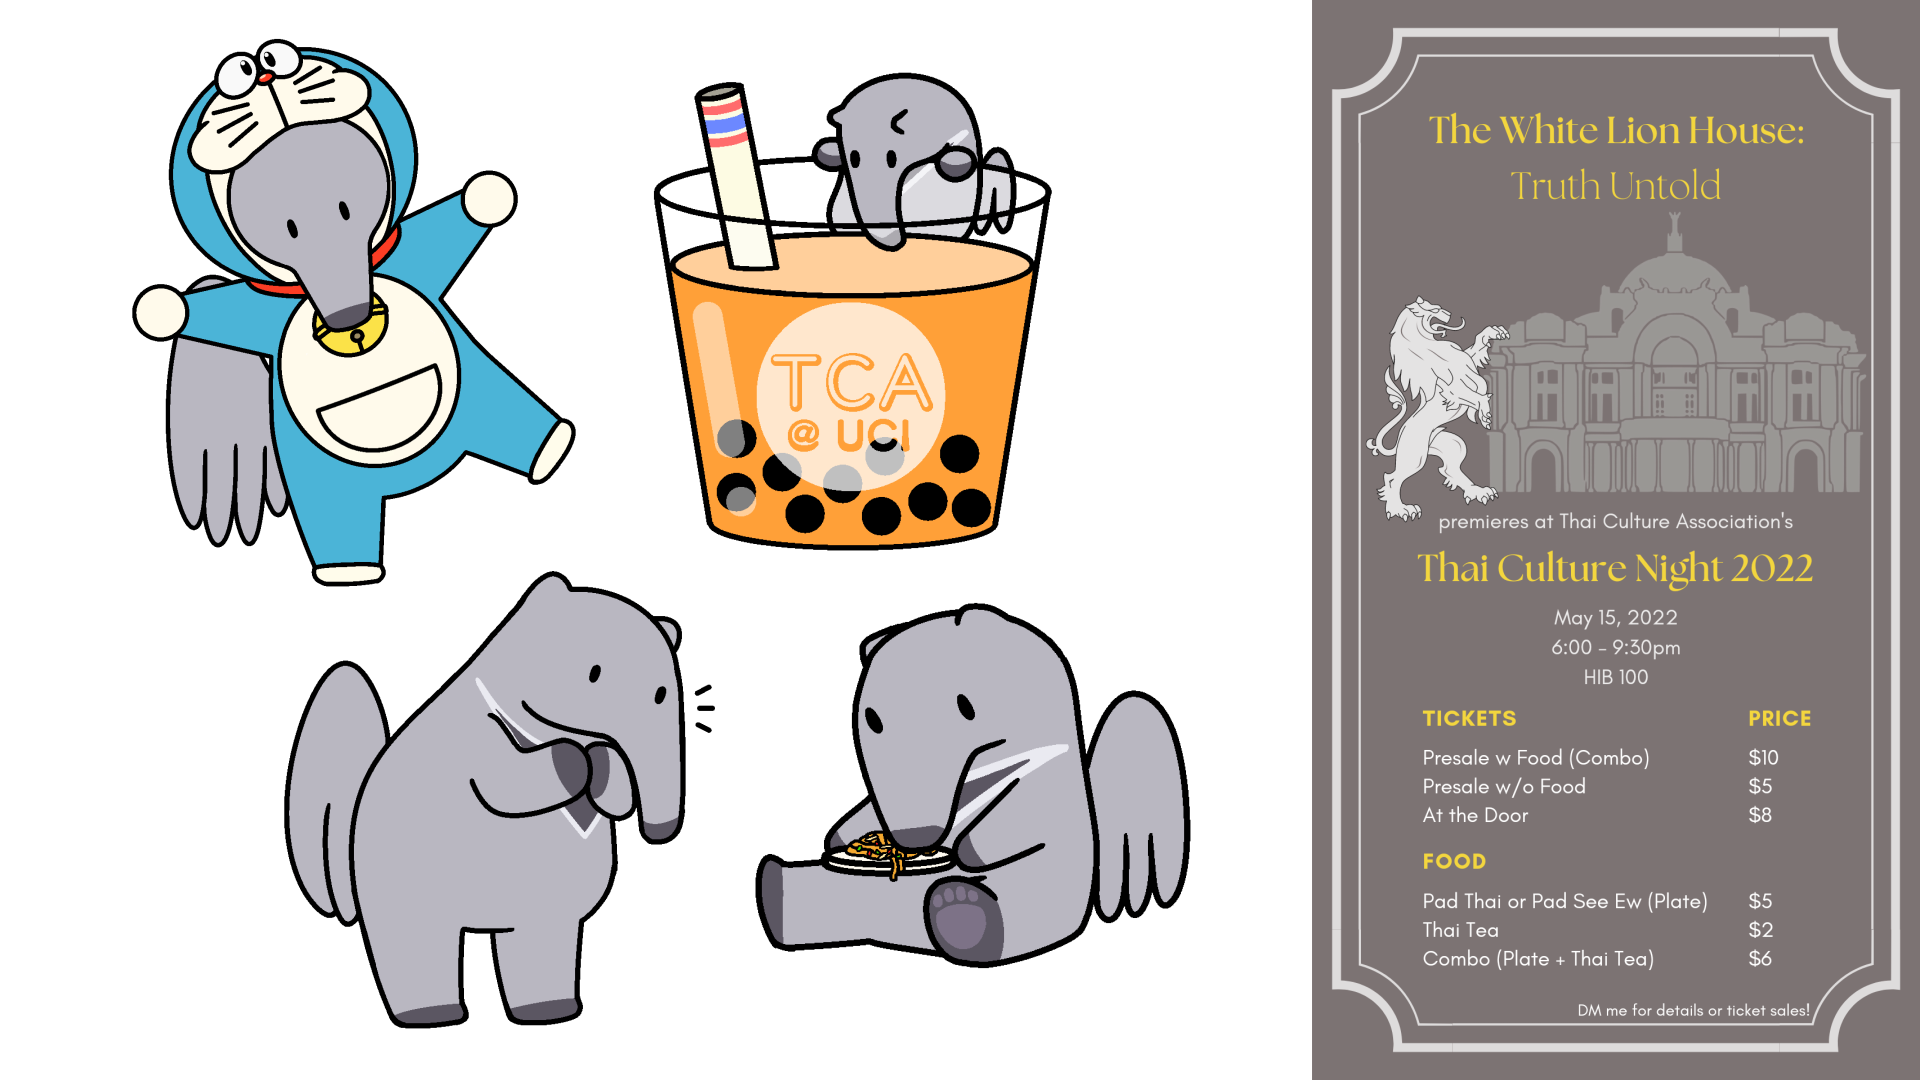 TCA
@ UCI
The White Lion House:
Truth Untold
premieres at Thai Culture Association's
Thai Culture Night 2022
May 15, 2022
6:00 - 9:30pm
HIB 100
TICKETS PRICE
Presale w Food (Combo) $10
Presale w/o Food $5
At the Door $8
FOOD
Pad Thai or Pad See Ew (Plate) $5
Thai Tea $2
Combo (Plate + Thai Tea) $6
DM me for details or ticket sales!